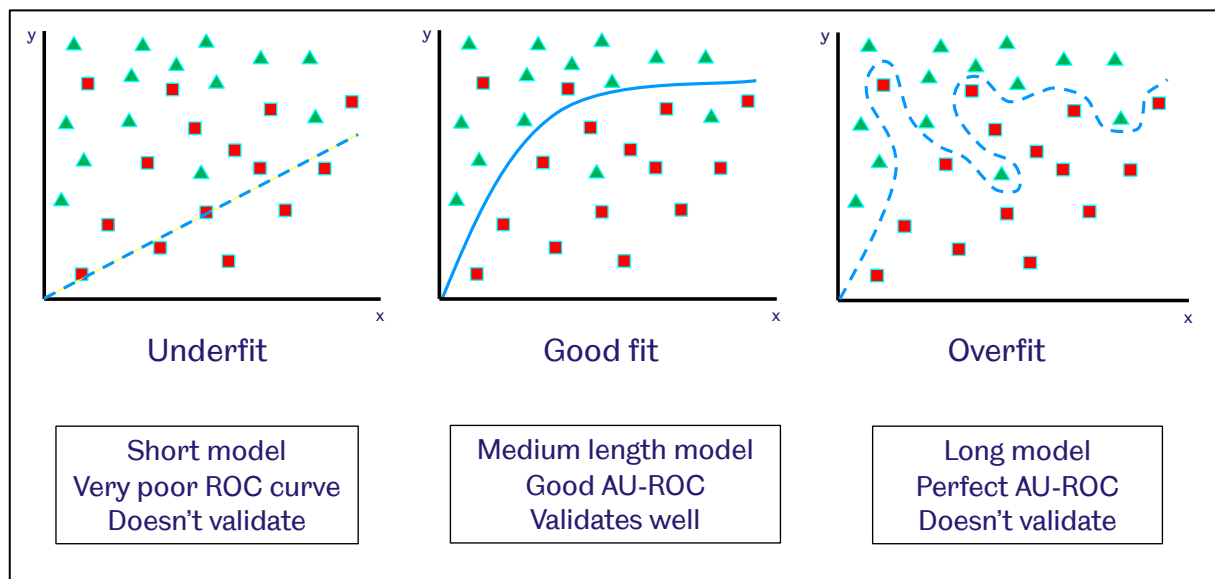 y
x
Underfit
y
x
Good fit
y
x
Overfit
Short model
Very poor ROC curve
Doesn't validate
Medium length model
Good AU-ROC
Validates well
Long model
Perfect AU-ROC
Doesn't validate